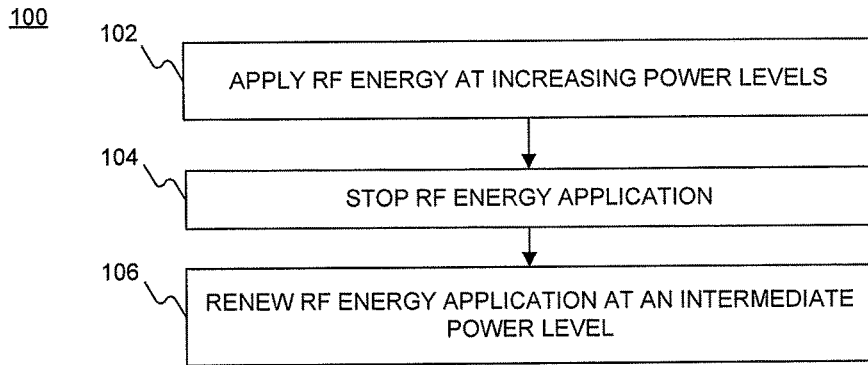 100
102
APPLY RF ENERGY AT INCREASING POWER LEVELS
104
STOP RF ENERGY APPLICATION
106
RENEW RF ENERGY APPLICATION AT AN INTERMEDIATE
POWER LEVEL